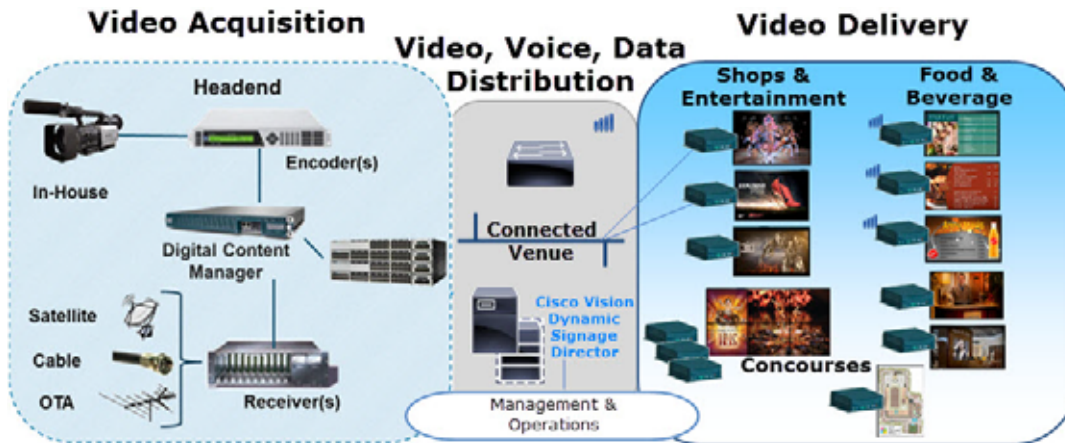 Video Acquisition
Headend
Encoder(s)
In-House
Digital Content
Manager
Satellite
Cable
OTA
Receiver(s)
Video, Voice, Data
Distribution
Connected
Venue
Cisco Vision
Dynamic
Signage
Director
Management &
Operations
Video Delivery
Shops &
Entertainment
Food &
Beverage
Concourses